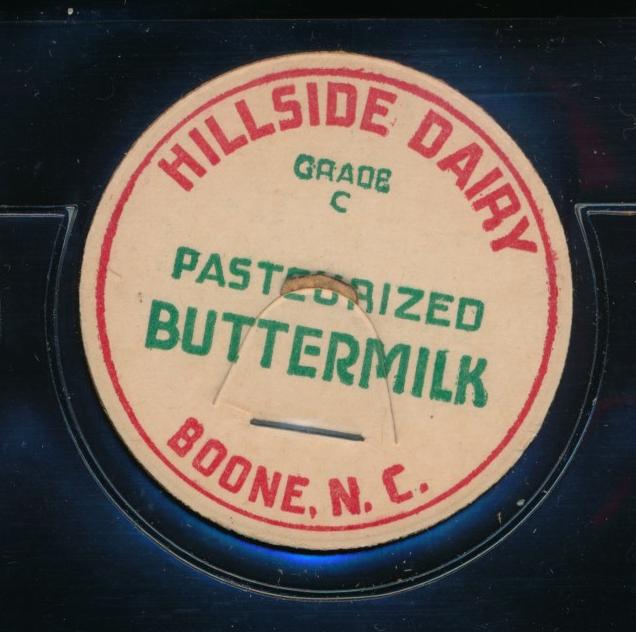 HILLSIDE DAIRY
GRADE
C
PASTEURIZED
BUTTERMILK
BOONE, N. C.